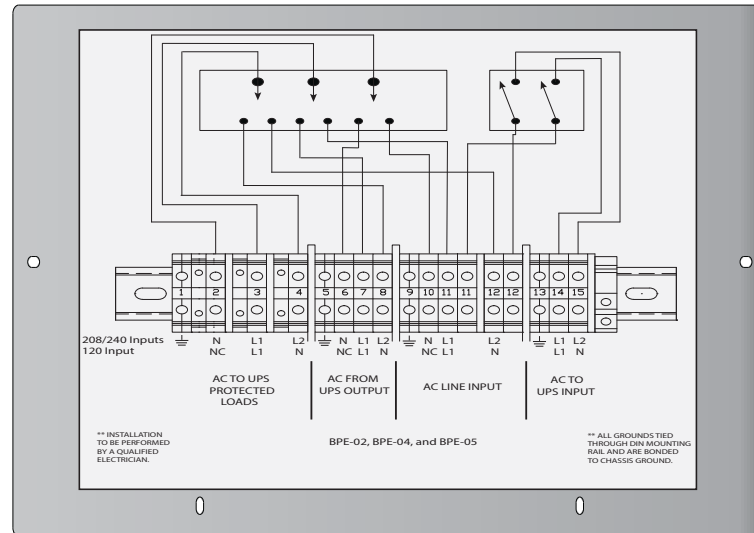 1 2 3 4 5 6 7 8 9 10 11 11 12 12 13 14 15
208/240 Inputs N L1 L2 N L1 L2 N L1 L2 L1 L2
120 Input NC L1 N NC L1 N NC L1 N L1 N
AC TO UPS
PROTECTED
LOADS
AC FROM
UPS OUTPUT
AC LINE INPUT
AC TO
UPS INPUT
** INSTALLATION
TO BE PERFORMED
BY A QUALIFIED
ELECTRICIAN.
BPE-02, BPE-04, and BPE-05
** ALL GROUNDS TIED
THROUGH DIN MOUNTING
RAIL AND ARE BONDED
TO CHASSIS GROUND.